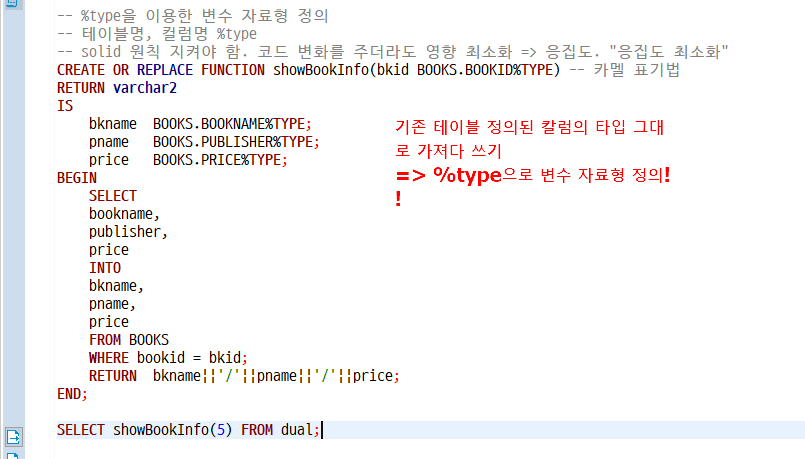 -- %type을 이용한 변수 자료형 정의
-- 테이블명, 컬럼명 %type
-- solid 원칙 지켜야 함. 코드 변화를 주더라도 영향 최소화 => 응집도. "응집도 최소화"
CREATE OR REPLACE FUNCTION showBookInfo(bkid BOOKS.BOOKID%TYPE) -- 카멜 표기법
RETURN varchar2
IS
bkname BOOKS.BOOKNAME%TYPE;
pname BOOKS.PUBLISHER%TYPE;
price BOOKS.PRICE%TYPE;
기존 테이블 정의된 칼럼의 타입 그대
로 가져다 쓰기
=> %type으로 변수 자료형 정의!
!
BEGIN
SELECT
bookname,
publisher,
price
INTO
bkname,
pname,
price
FROM BOOKS
WHERE bookid = bkid;
RETURN bkname||'/'||pname||'/'||price;
END;
SELECT showBookInfo(5) FROM dual;